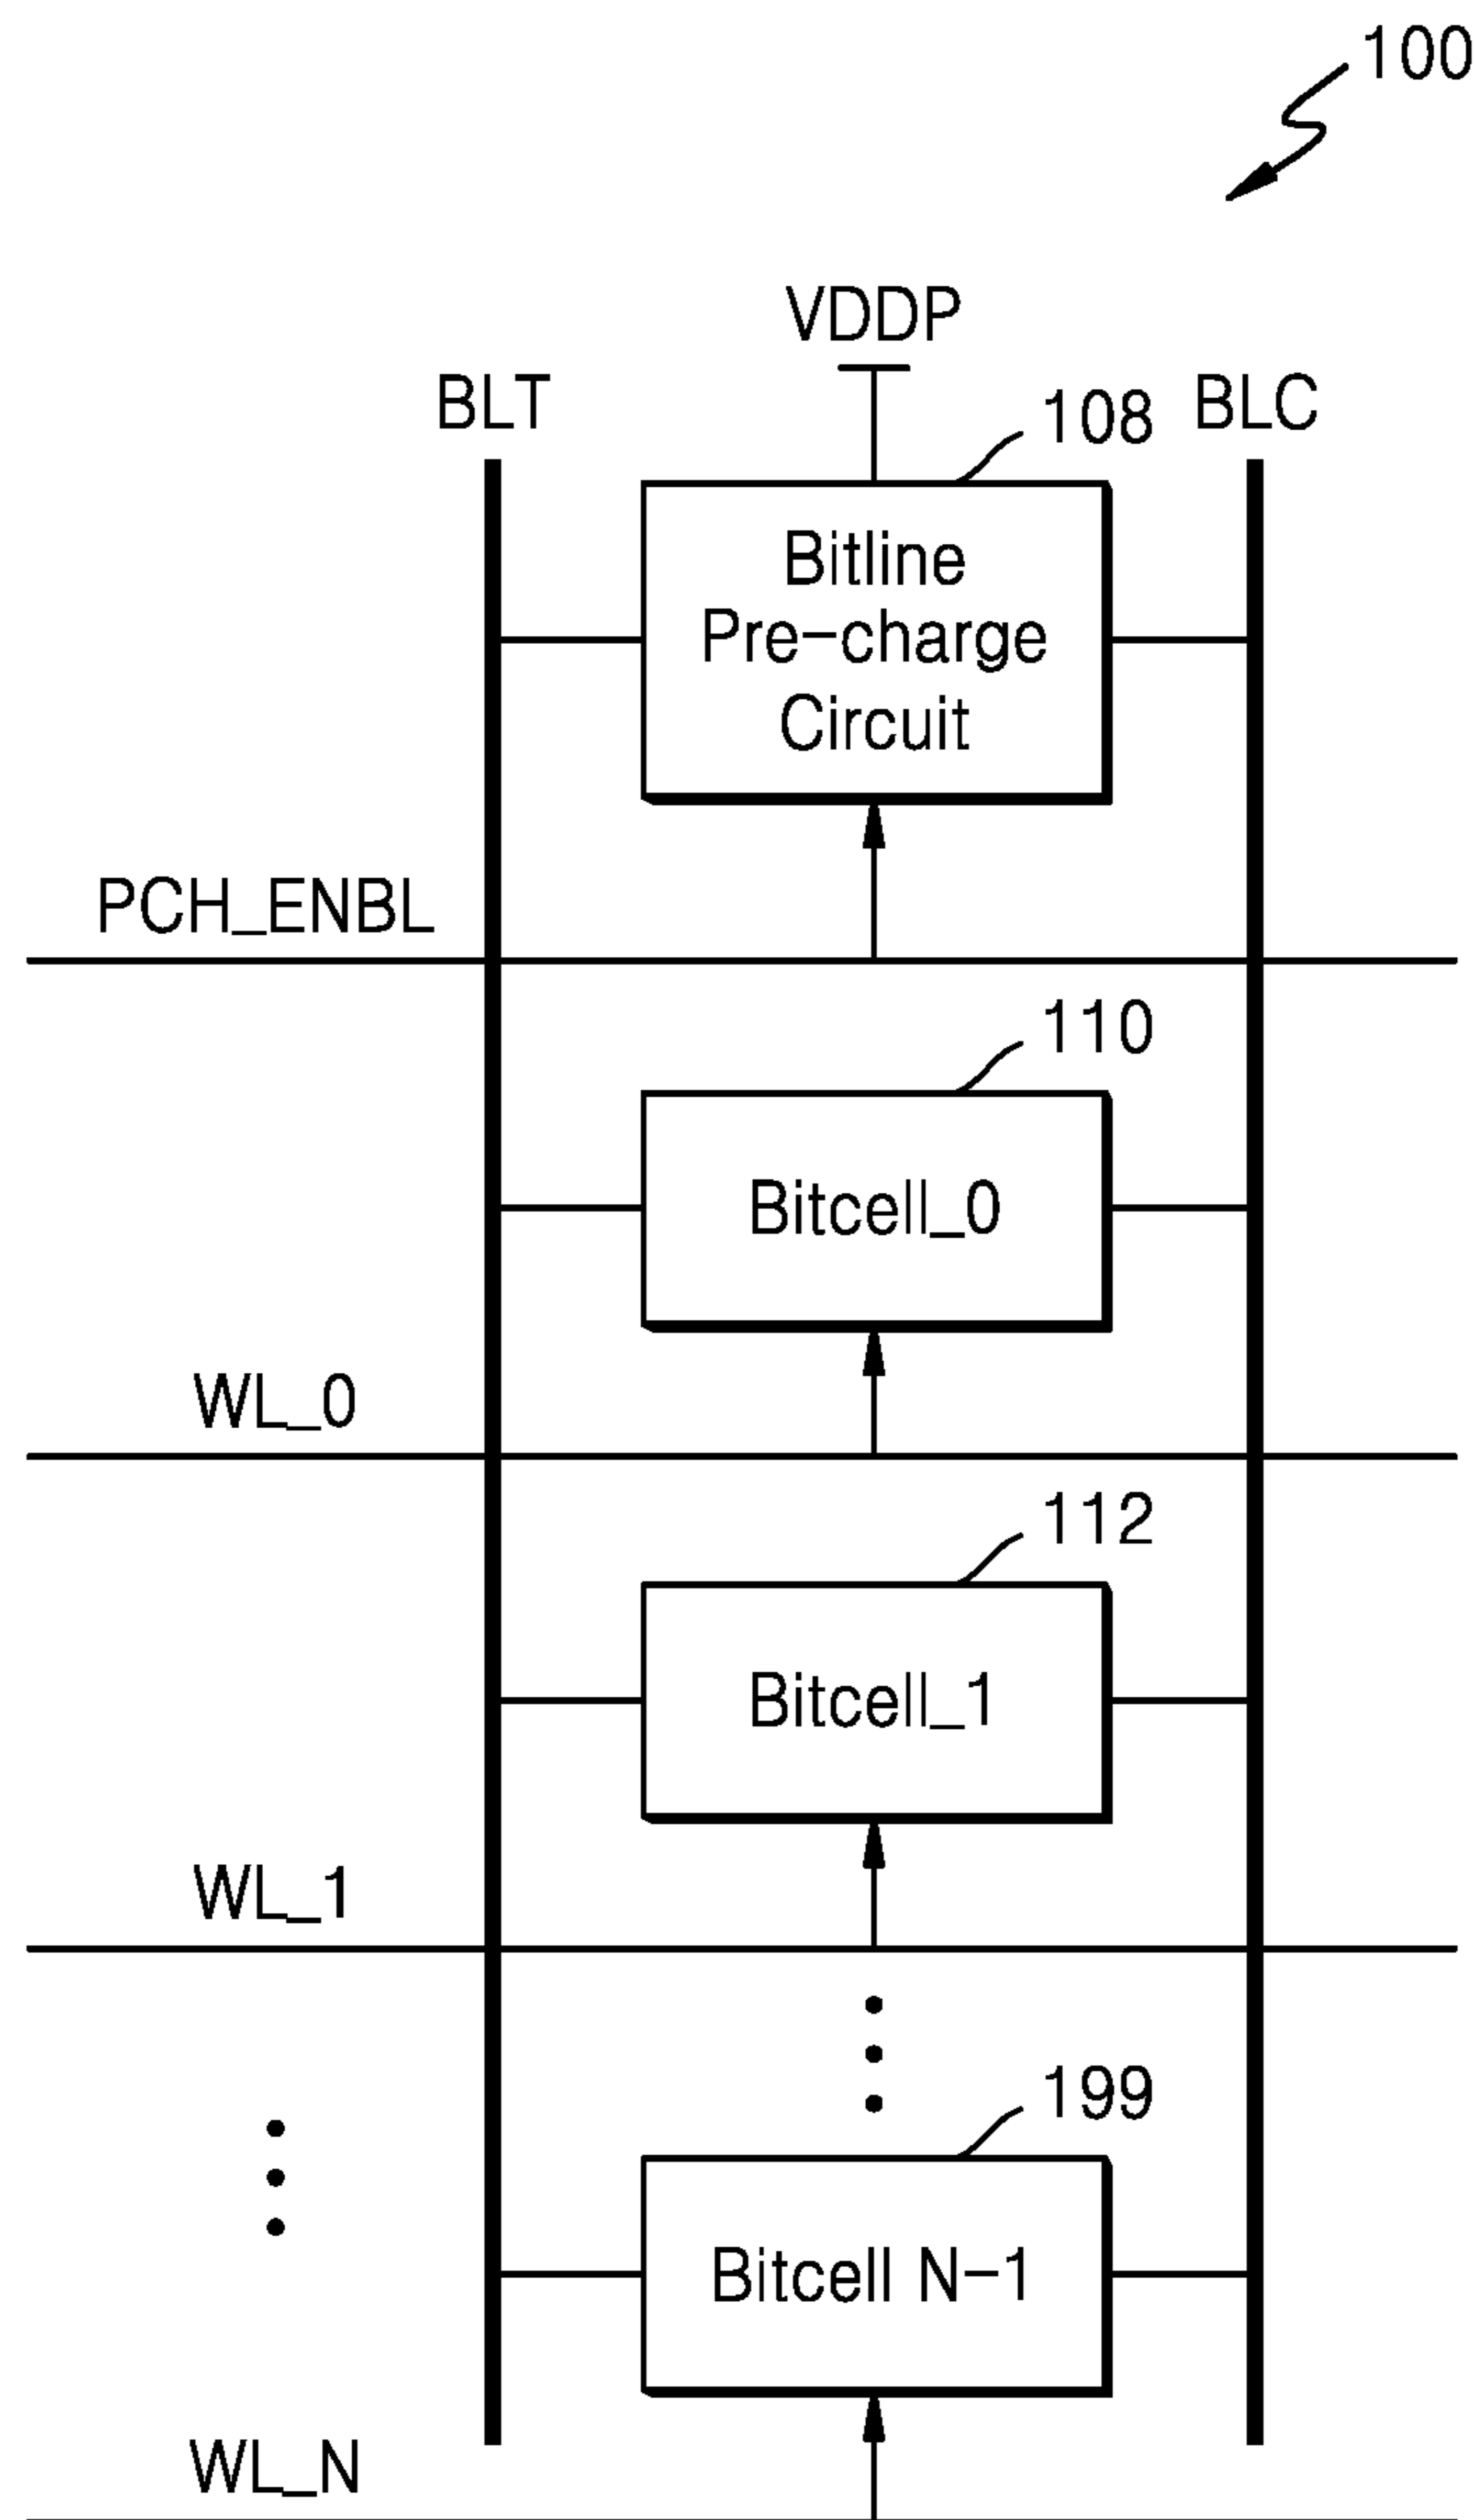 100
VDDP
BLT
108
BLC
Bitline
Pre-charge
Circuit
PCH_ENBL
110
Bitcell_0
WL_0
112
Bitcell_1
WL_1
199
Bitcell N-1
WL_N